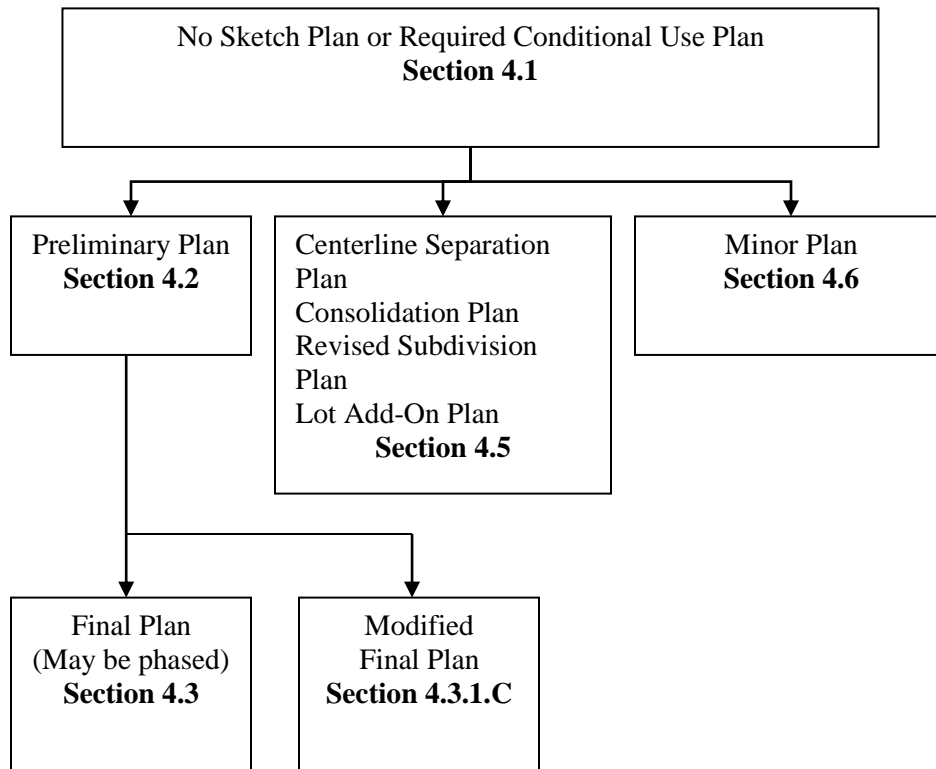 No Sketch Plan or Required Conditional Use Plan
Section 4.1
Preliminary Plan
Section 4.2
Centerline Separation
Plan
Consolidation Plan
Revised Subdivision
Plan
Lot Add-On Plan
Section 4.5
Minor Plan
Section 4.6
Final Plan
(May be phased)
Section 4.3
Modified
Final Plan
Section 4.3.1.C